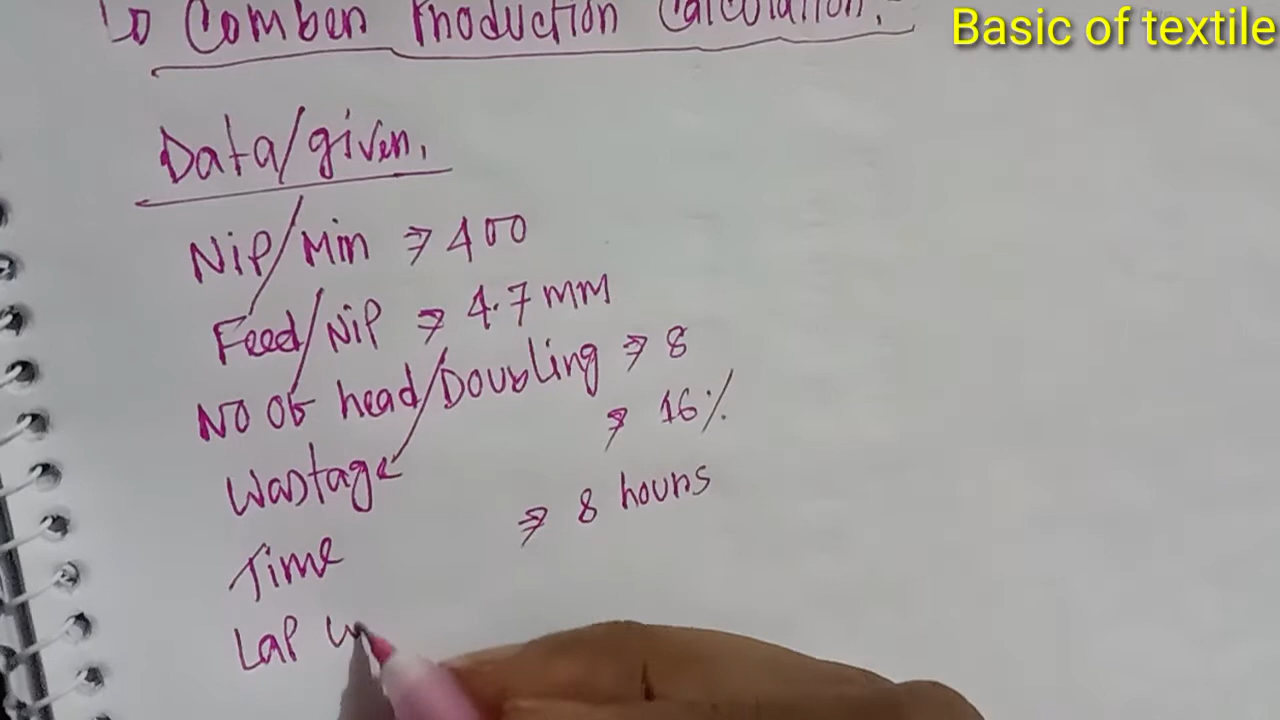 Basic of textile
↳ Comber Production Calculation:-
Data/given.
Nip/Min ⇒ 400
Feed/Nip ⇒ 4.7 mm
No of head/Doubling ⇒ 8
Wastage ⇒ 16%
Time ⇒ 8 hours
Lap w